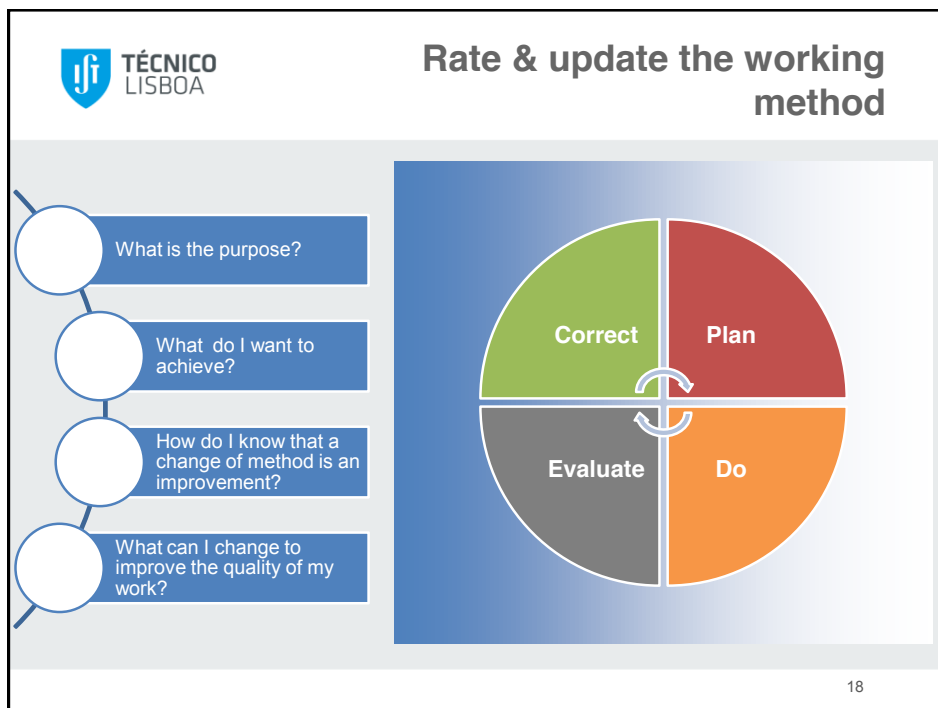 TÉCNICO
LISBOA
Rate & update the working
method
What is the purpose?
What do I want to
achieve?
How do I know that a
change of method is an
improvement?
What can I change to
improve the quality of my
work?
Correct
Plan
Evaluate
Do
18